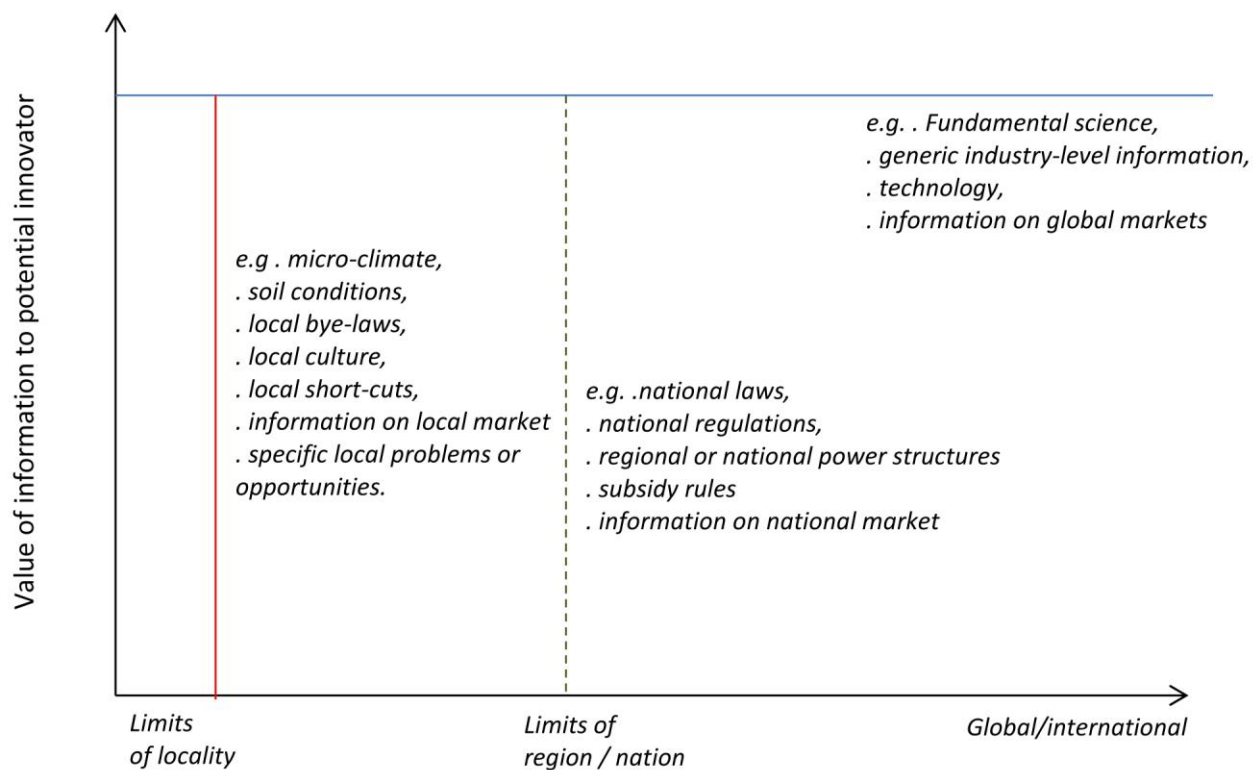 Value of information to potential innovator
e.g. . Fundamental science,
. generic industry-level information,
. technology,
. information on global markets
e.g . micro-climate,
. soil conditions,
. local bye-laws,
. local culture,
. local short-cuts,
. information on local market
. specific local problems or
opportunities.
e.g. .national laws,
. national regulations,
. regional or national power structures
. subsidy rules
. information on national market
Limits
of locality
Limits of
region / nation
Global/international